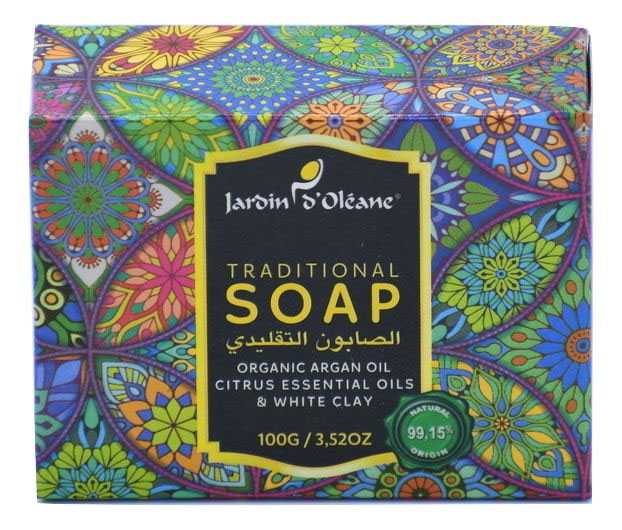 Jardin d'Oléane®
TRADITIONAL
SOAP
الصابون التقليدي
ORGANIC ARGAN OIL
CITRUS ESSENTIAL OILS
& WHITE CLAY
100G / 3,52OZ
NATURAL
99,15%
ORIGIN